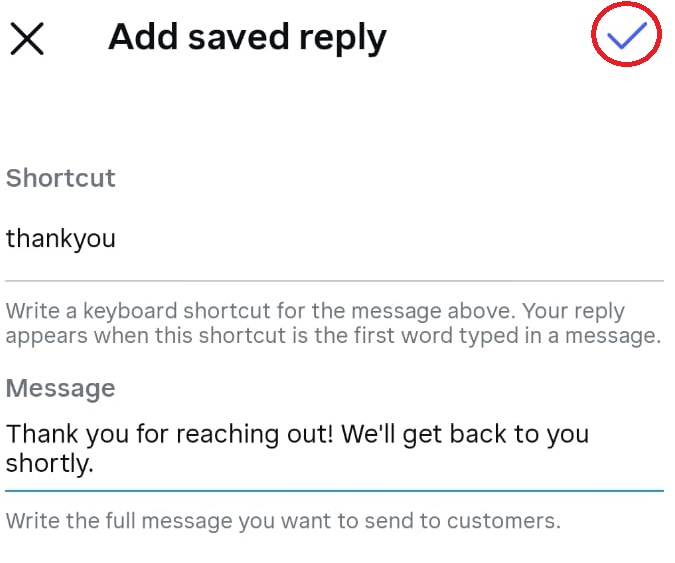 Add saved reply
Shortcut
thankyou
Write a keyboard shortcut for the message above. Your reply
appears when this shortcut is the first word typed in a message.
Message
Thank you for reaching out! We'll get back to you
shortly.
Write the full message you want to send to customers.